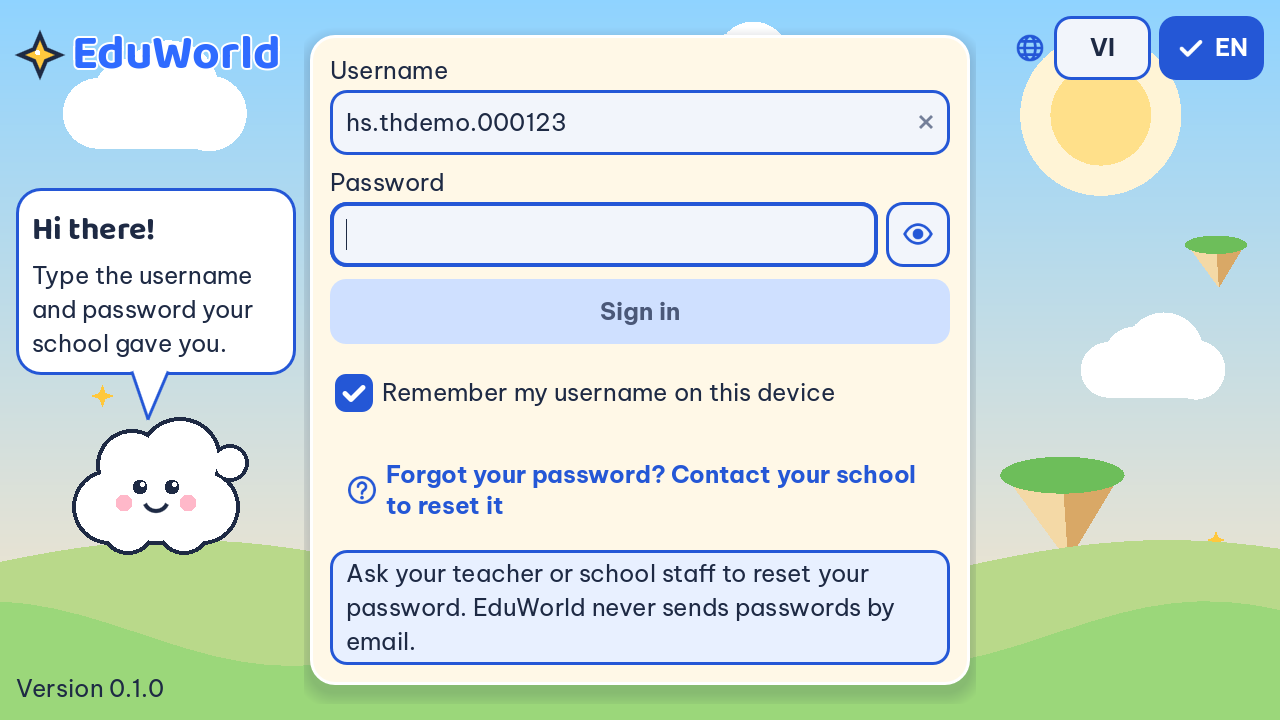 EduWorld
VI
EN
Username
hs.thdemo.000123
Password
Sign in
Remember my username on this device
Forgot your password? Contact your school
to reset it
Ask your teacher or school staff to reset your
password. EduWorld never sends passwords by
email.
Hi there!
Type the username
and password your
school gave you.
Version 0.1.0